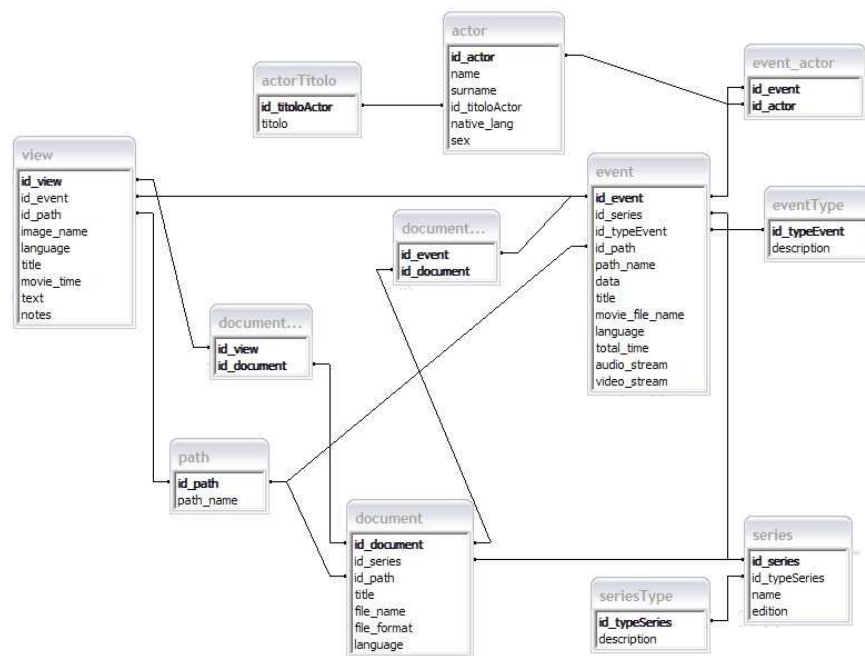 actor
id_actor
name
surname
id_titoloActor
native_lang
sex
actorTitolo
id_titoloActor
titolo
event_actor
id_event
id_actor
view
id_view
id_event
id_path
image_name
language
title
movie_time
text
notes
event
id_event
id_series
id_typeEvent
id_path
path_name
data
title
movie_file_name
language
total_time
audio_stream
video_stream
eventType
id_typeEvent
description
document...
id_event
id_document
document...
id_view
id_document
path
id_path
path_name
document
id_document
id_series
id_path
title
file_name
file_format
language
series
id_series
id_typeSeries
name
edition
seriesType
id_typeSeries
description